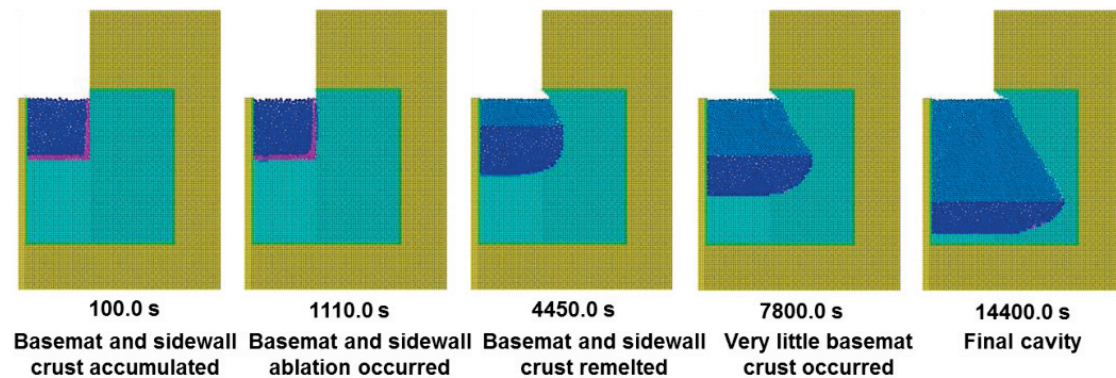 100.0 s
Basemat and sidewall
crust accumulated
1110.0 s
Basemat and sidewall
ablation occurred
4450.0 s
Basemat and sidewall
crust remelted
7800.0 s
Very little basemat
crust occurred
14400.0 s
Final cavity